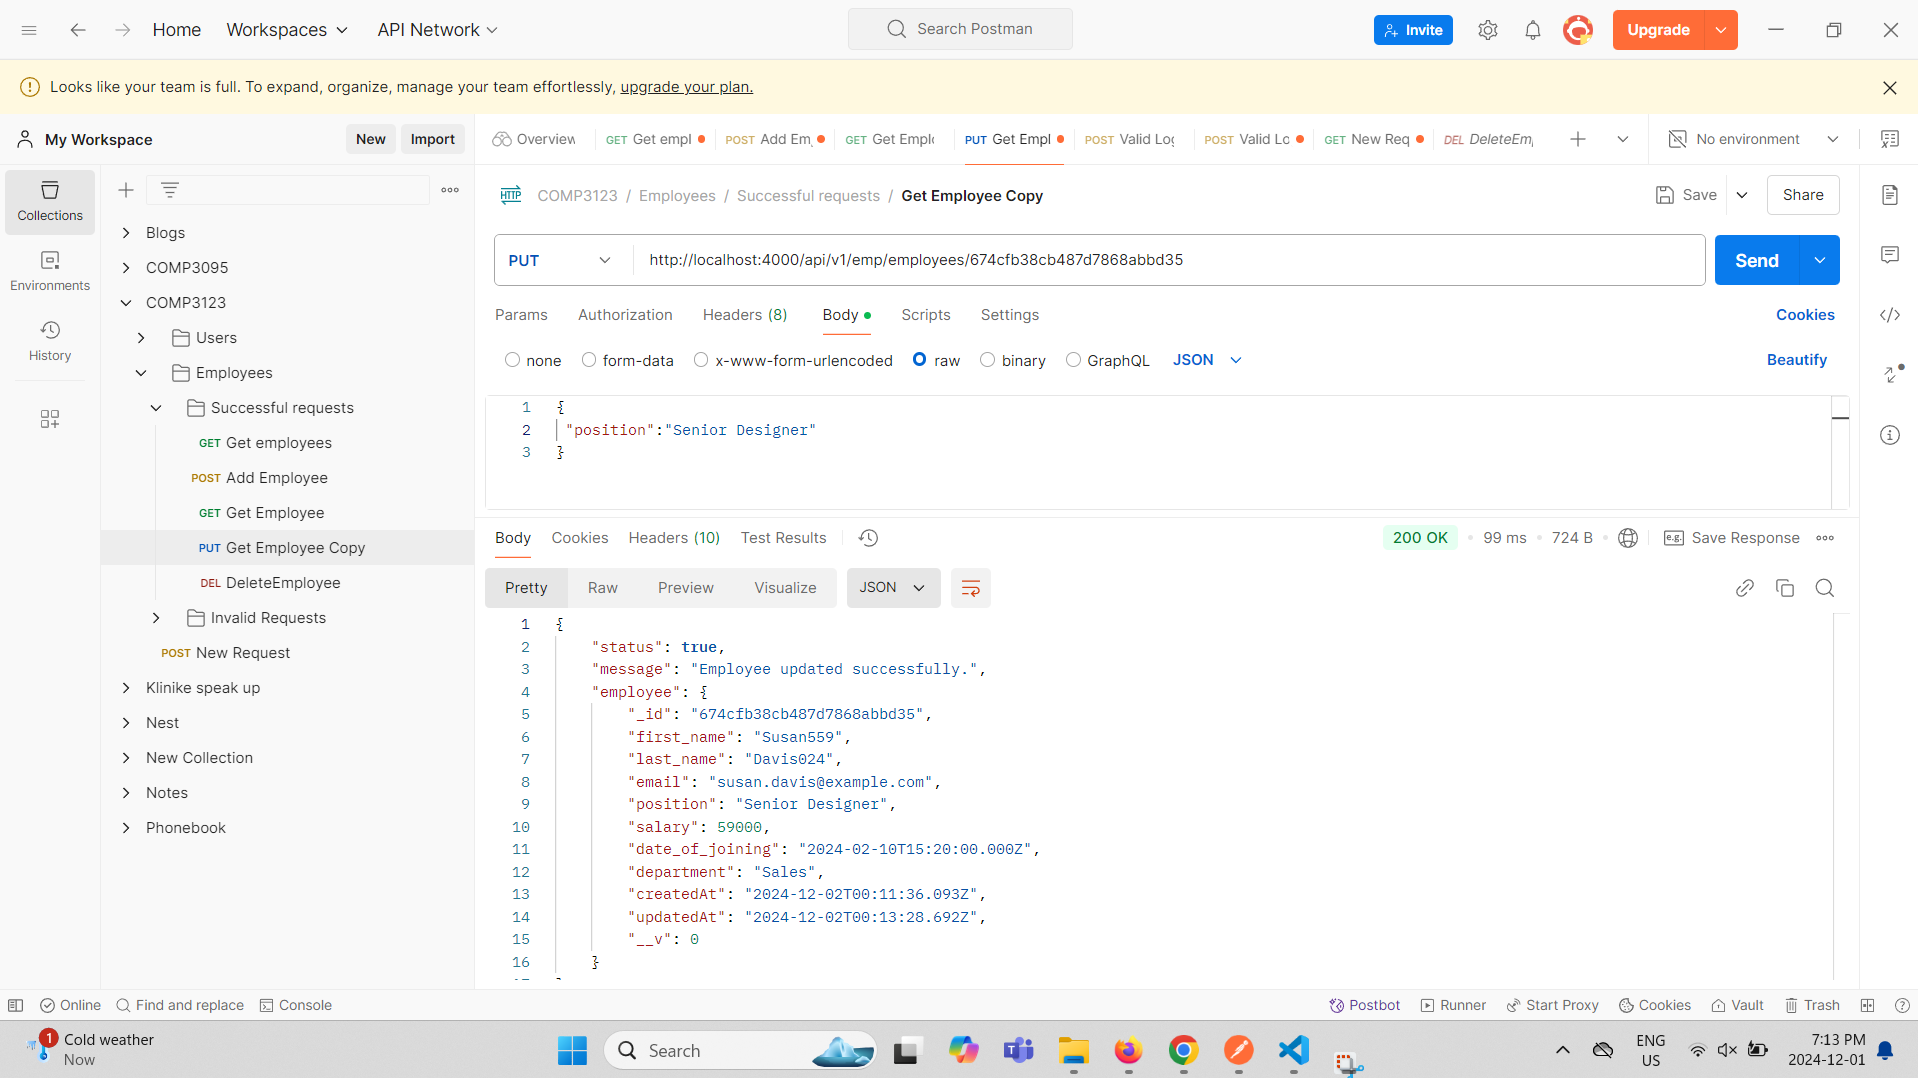 Home
Workspaces
API Network
Search Postman
Invite
Upgrade
Looks like your team is full. To expand, organize, manage your team effortlessly, upgrade your plan.
My Workspace
New
Import
Overview
GET Get empl
POST Add Em
GET Get Emplo
PUT Get Empl
POST Valid Log
POST Valid Lo
GET New Req
DEL DeleteEm
No environment
Collections
Environments
History
Blogs
COMP3095
COMP3123
Users
Employees
Successful requests
GET Get employees
POST Add Employee
GET Get Employee
PUT Get Employee Copy
DEL DeleteEmployee
Invalid Requests
POST New Request
Klinike speak up
Nest
New Collection
Notes
Phonebook
HTTP
COMP3123 / Employees / Successful requests / Get Employee Copy
Save
Share
PUT
http://localhost:4000/api/v1/emp/employees/674cfb38cb487d7868abbd35
Send
Params
Authorization
Headers (8)
Body
Scripts
Settings
Cookies
none
form-data
x-www-form-urlencoded
raw
binary
GraphQL
JSON
Beautify
1 {
2 "position":"Senior Designer"
3 }
Body
Cookies
Headers (10)
Test Results
200 OK
99 ms
724 B
e.g. Save Response
Pretty
Raw
Preview
Visualize
JSON
1 {
2 "status": true,
3 "message": "Employee updated successfully.",
4 "employee": {
5 "_id": "674cfb38cb487d7868abbd35",
6 "first_name": "Susan559",
7 "last_name": "Davis024",
8 "email": "susan.davis@example.com",
9 "position": "Senior Designer",
10 "salary": 59000,
11 "date_of_joining": "2024-02-10T15:20:00.000Z",
12 "department": "Sales",
13 "createdAt": "2024-12-02T00:11:36.093Z",
14 "updatedAt": "2024-12-02T00:13:28.692Z",
15 "__v": 0
16 }
Online
Find and replace
Console
Postbot
Runner
Start Proxy
Cookies
Vault
Trash
1
Cold weather
Now
Search
ENG
US
7:13 PM
2024-12-01